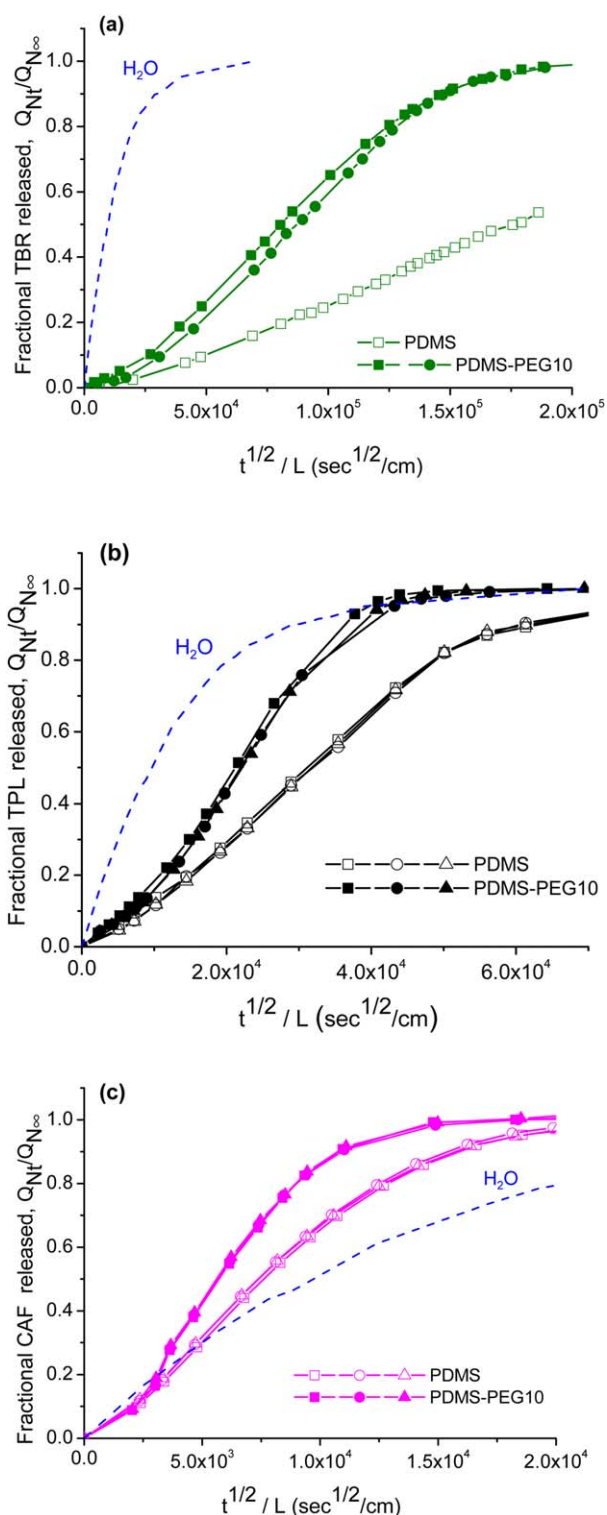 (a)
Fractional TBR released, Q_Nt/Q_N∞
1.0
0.8
0.6
0.4
0.2
0.0
H₂O
PDMS
PDMS-PEG10
0.0
5.0x10⁴
1.0x10⁵
1.5x10⁵
2.0x10⁵
t^1/2 / L (sec^1/2/cm)
(b)
Fractional TPL released, Q_Nt/Q_N∞
1.0
0.8
0.6
0.4
0.2
0.0
H₂O
PDMS
PDMS-PEG10
0.0
2.0x10⁴
4.0x10⁴
6.0x10⁴
t^1/2 / L (sec^1/2/cm)
(c)
Fractional CAF released, Q_Nt/Q_N∞
1.0
0.8
0.6
0.4
0.2
0.0
H₂O
PDMS
PDMS-PEG10
0.0
5.0x10³
1.0x10⁴
1.5x10⁴
2.0x10⁴
t^1/2 / L (sec^1/2/cm)